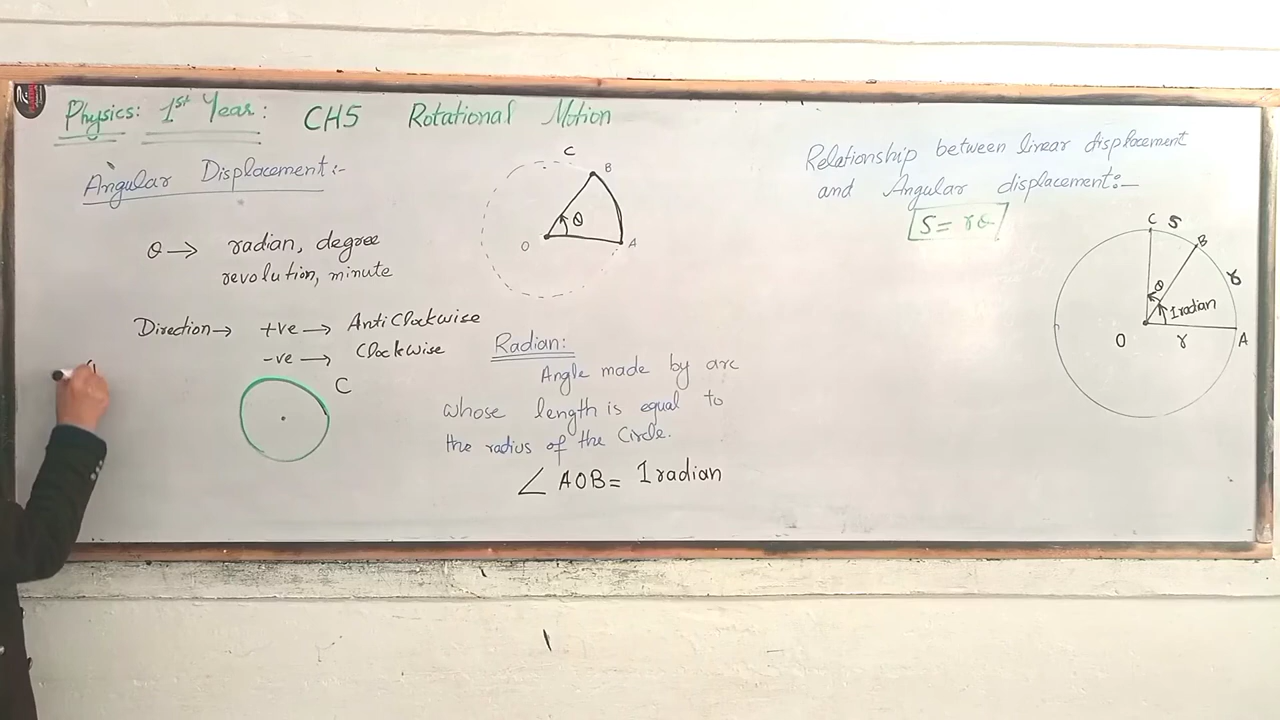 Physics: 1st Year: CH5 Rotational Motion
Angular Displacement:-
θ → radian, degree
revolution, minute
Direction → +ve → AntiClockwise
-ve → Clockwise
C
C
B
θ
O
A
Radian:
Angle made by arc
whose length is equal to
the radius of the Circle.
∠ AOB = 1 radian
Relationship between linear displacement
and Angular displacement:-
S = rθ
C S
B
θ
r
1 radian
O
r
A